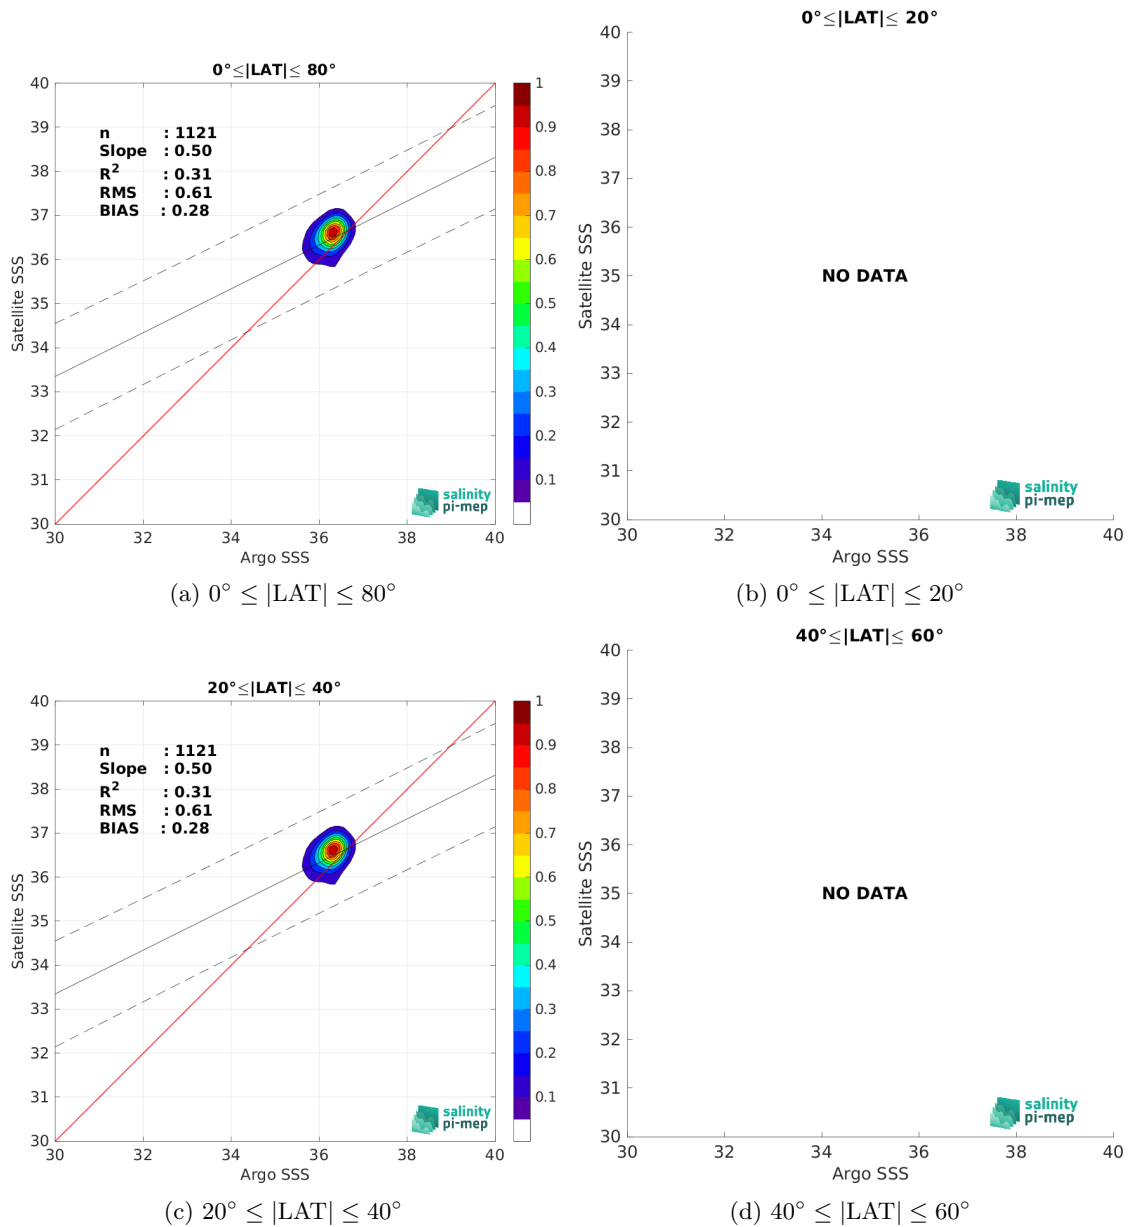 0°≤|LAT|≤ 80°
40
39
38
37
36
35
34
33
32
31
30
Satellite SSS
n : 1121
Slope : 0.50
R² : 0.31
RMS : 0.61
BIAS : 0.28
salinity
pi-mep
30 32 34 36 38 40
Argo SSS
1
0.9
0.8
0.7
0.6
0.5
0.4
0.3
0.2
0.1
(a) 0° ≤ |LAT| ≤ 80°
0°≤|LAT|≤ 20°
40
39
38
37
36
35
34
33
32
31
30
Satellite SSS
NO DATA
salinity
pi-mep
30 32 34 36 38 40
Argo SSS
(b) 0° ≤ |LAT| ≤ 20°
20°≤|LAT|≤ 40°
40
39
38
37
36
35
34
33
32
31
30
Satellite SSS
n : 1121
Slope : 0.50
R² : 0.31
RMS : 0.61
BIAS : 0.28
salinity
pi-mep
30 32 34 36 38 40
Argo SSS
1
0.9
0.8
0.7
0.6
0.5
0.4
0.3
0.2
0.1
(c) 20° ≤ |LAT| ≤ 40°
40°≤|LAT|≤ 60°
40
39
38
37
36
35
34
33
32
31
30
Satellite SSS
NO DATA
salinity
pi-mep
30 32 34 36 38 40
Argo SSS
(d) 40° ≤ |LAT| ≤ 60°